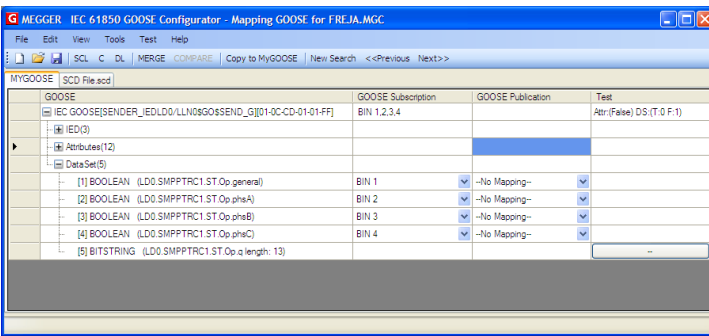 G MEGGER IEC 61850 GOOSE Configurator - Mapping GOOSE for FREJA.MGC
File Edit View Tools Test Help
SCL C DL MERGE COMPARE Copy to MyGOOSE New Search <<Previous Next>>
MYGOOSE SCD File.scd
GOOSE GOOSE Subscription GOOSE Publication Test
IEC GOOSE[SENDER_IEDLD0/LLN0$GO$SEND_G][01-0C-CD-01-01-FF] BIN 1,2,3,4 Attr:(False) DS:(T:0 F:1)
IED(3)
Attributes(12)
DataSet(5)
[1] BOOLEAN (LD0.SMPPTRC1.ST.Op.general) BIN 1 --No Mapping--
[2] BOOLEAN (LD0.SMPPTRC1.ST.Op.phsA) BIN 2 --No Mapping--
[3] BOOLEAN (LD0.SMPPTRC1.ST.Op.phsB) BIN 3 --No Mapping--
[4] BOOLEAN (LD0.SMPPTRC1.ST.Op.phsC) BIN 4 --No Mapping--
[5] BITSTRING (LD0.SMPPTRC1.ST.Op.q length: 13) --